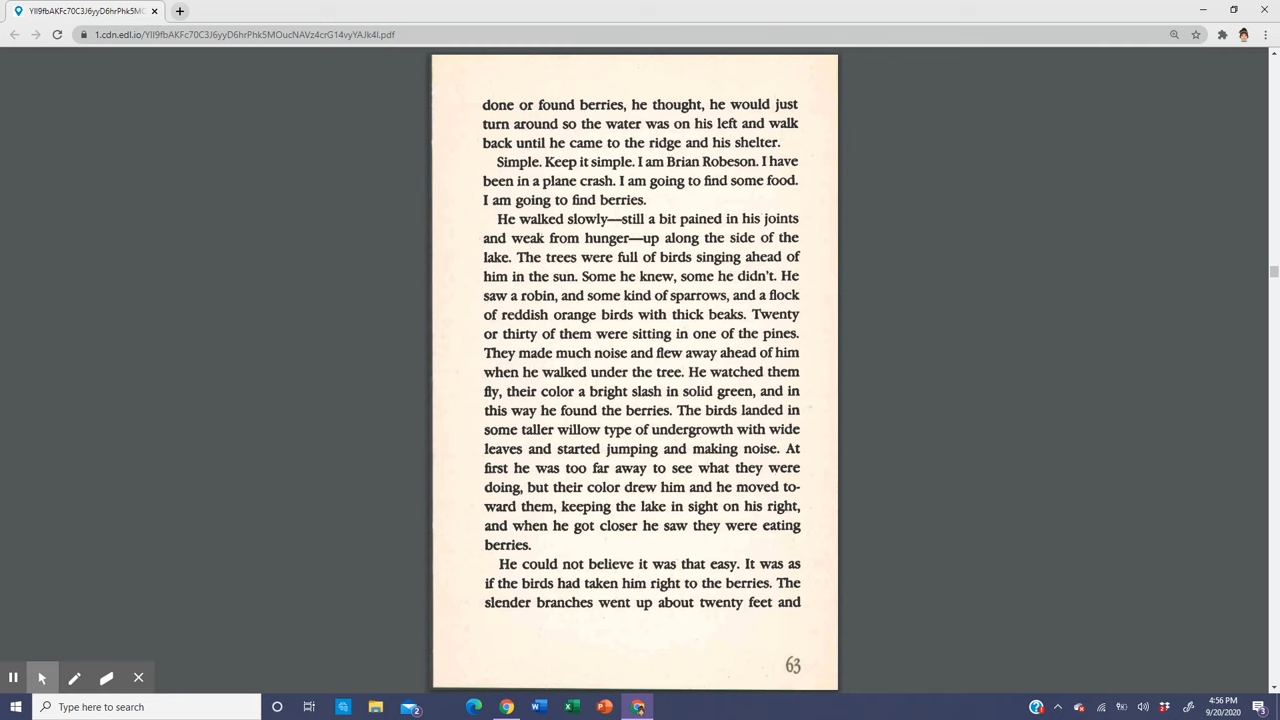 YII9fbAKFc70C3J6yyD6hrPhk5MC
1.cdn.edl.io/YII9fbAKFc70C3J6yyD6hrPhk5MOucNAVz4crG14vyYAJk4l.pdf
done or found berries, he thought, he would just
turn around so the water was on his left and walk
back until he came to the ridge and his shelter.
Simple. Keep it simple. I am Brian Robeson. I have
been in a plane crash. I am going to find some food.
I am going to find berries.
He walked slowly—still a bit pained in his joints
and weak from hunger—up along the side of the
lake. The trees were full of birds singing ahead of
him in the sun. Some he knew, some he didn't. He
saw a robin, and some kind of sparrows, and a flock
of reddish orange birds with thick beaks. Twenty
or thirty of them were sitting in one of the pines.
They made much noise and flew away ahead of him
when he walked under the tree. He watched them
fly, their color a bright slash in solid green, and in
this way he found the berries. The birds landed in
some taller willow type of undergrowth with wide
leaves and started jumping and making noise. At
first he was too far away to see what they were
doing, but their color drew him and he moved to-
ward them, keeping the lake in sight on his right,
and when he got closer he saw they were eating
berries.
He could not believe it was that easy. It was as
if the birds had taken him right to the berries. The
slender branches went up about twenty feet and
63
Type here to search
2
4:56 PM
9/20/2020